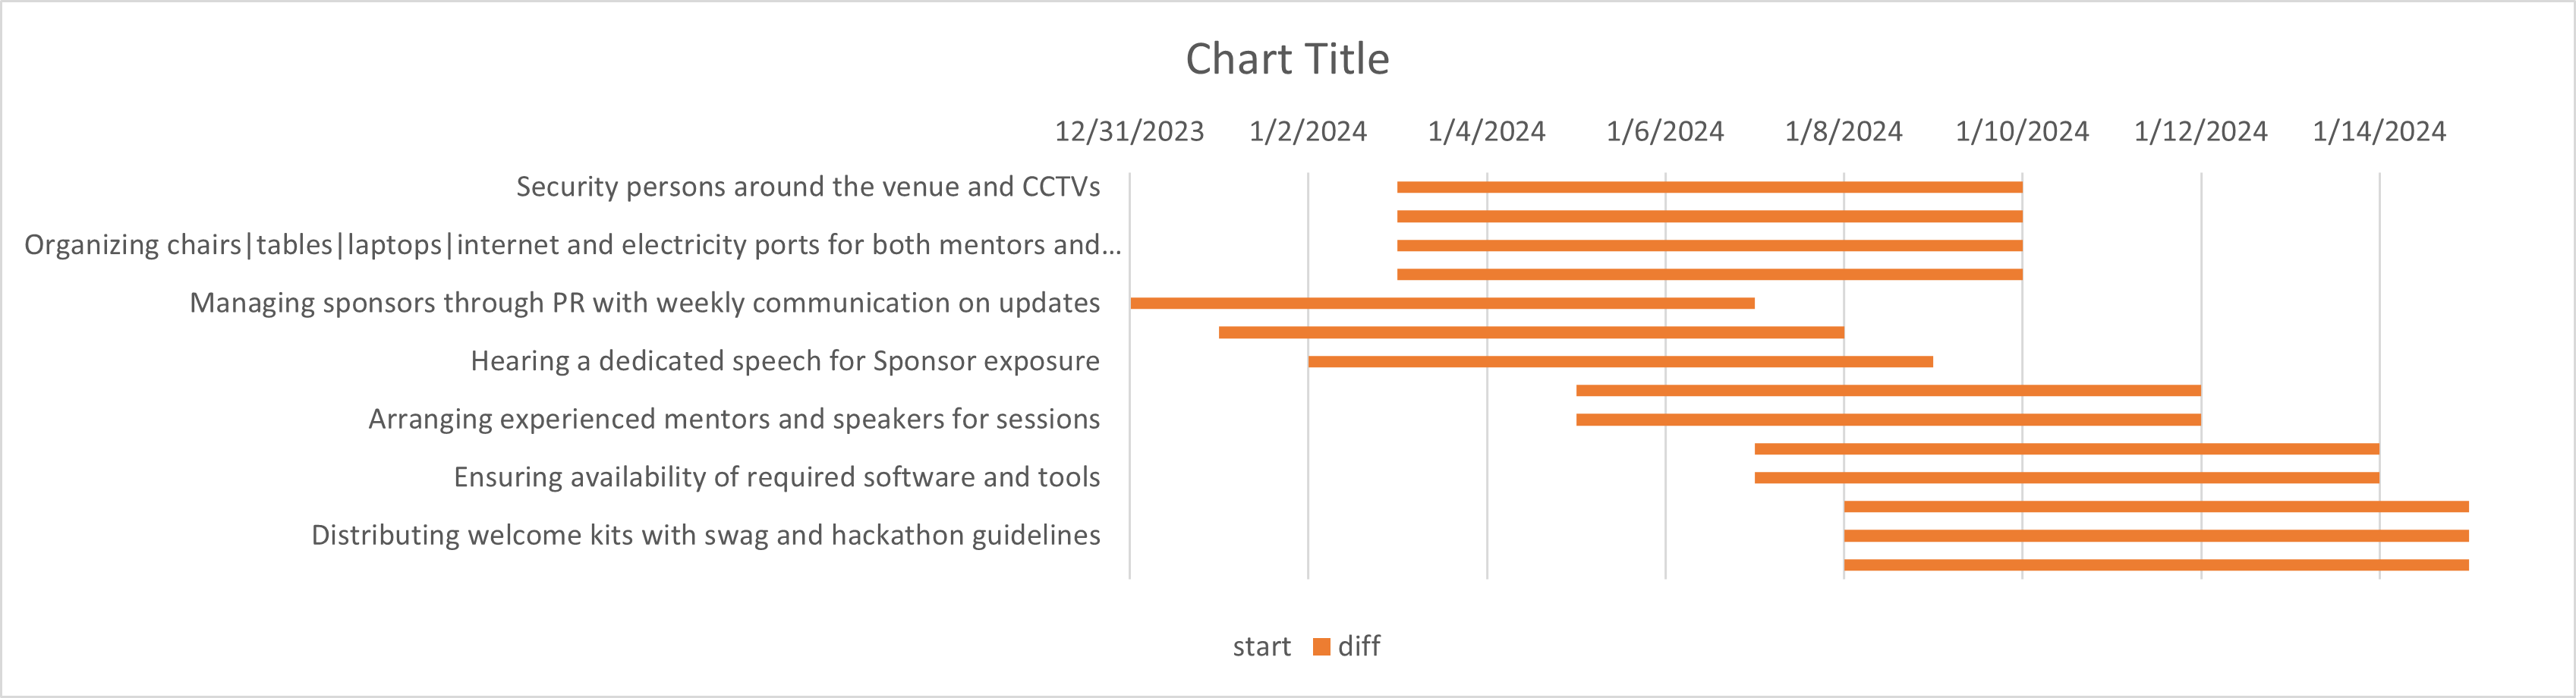 Chart Title
12/31/2023 1/2/2024 1/4/2024 1/6/2024 1/8/2024 1/10/2024 1/12/2024 1/14/2024
Security persons around the venue and CCTVs
Organizing chairs|tables|laptops|internet and electricity ports for both mentors and...
Managing sponsors through PR with weekly communication on updates
Hearing a dedicated speech for Sponsor exposure
Arranging experienced mentors and speakers for sessions
Ensuring availability of required software and tools
Distributing welcome kits with swag and hackathon guidelines
start diff